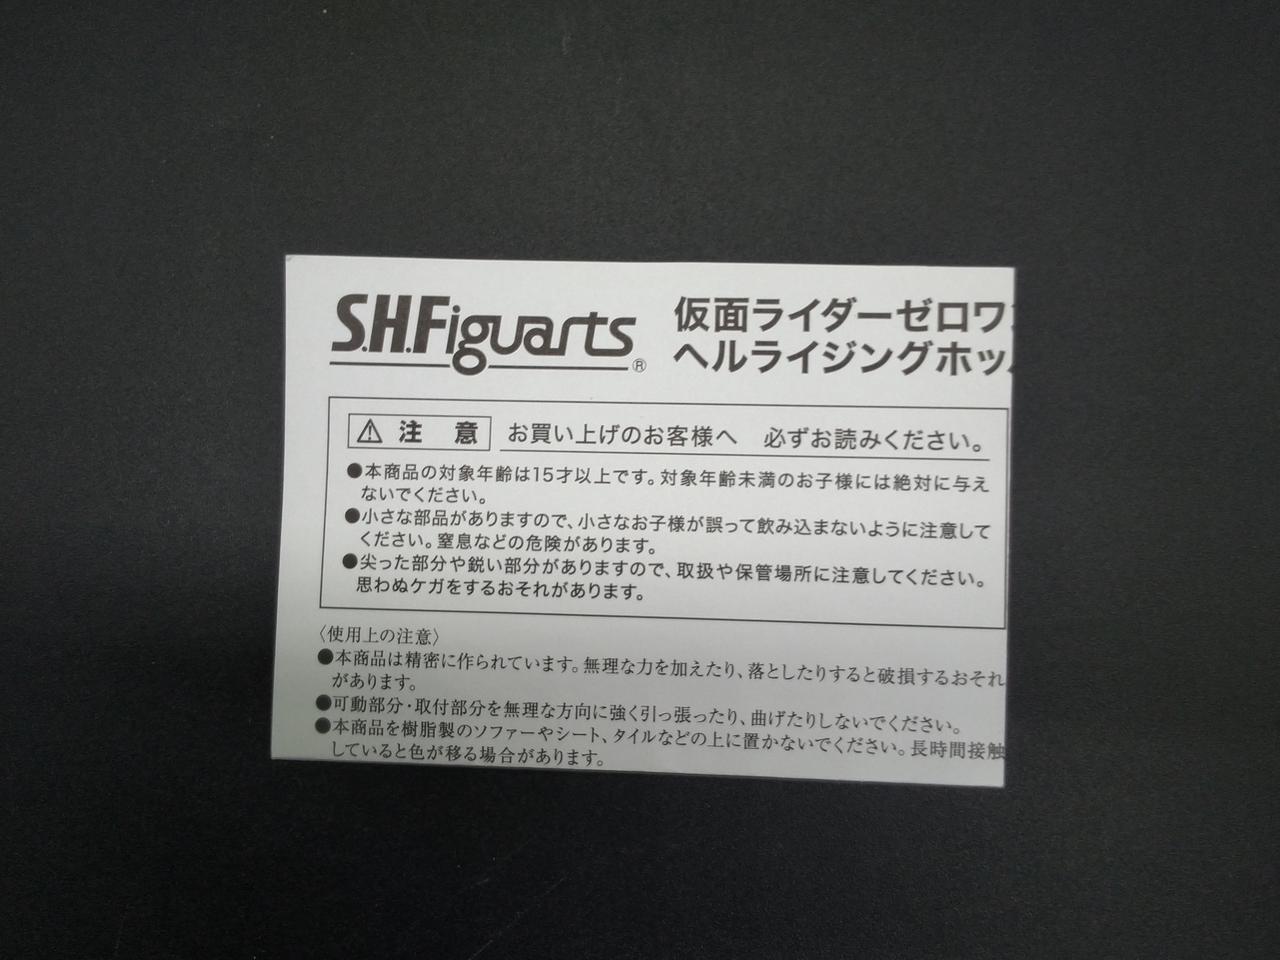 S.H.Figuarts®
仮面ライダーゼロワ
ヘルライジングホッ
⚠ 注 意 お買い上げのお客様へ 必ずお読みください。
●本商品の対象年齢は15才以上です。対象年齢未満のお子様には絶対に与え
ないでください。
●小さな部品がありますので、小さなお子様が誤って飲み込まないように注意して
ください。窒息などの危険があります。
●尖った部分や鋭い部分がありますので、取扱や保管場所に注意してください。
思わぬケガをするおそれがあります。
〈使用上の注意〉
●本商品は精密に作られています。無理な力を加えたり、落としたりすると破損するおそれ
があります。
●可動部分・取付部分を無理な方向に強く引っ張ったり、曲げたりしないでください。
●本商品を樹脂製のソファーやシート、タイルなどの上に置かないでください。長時間接触
していると色が移る場合があります。